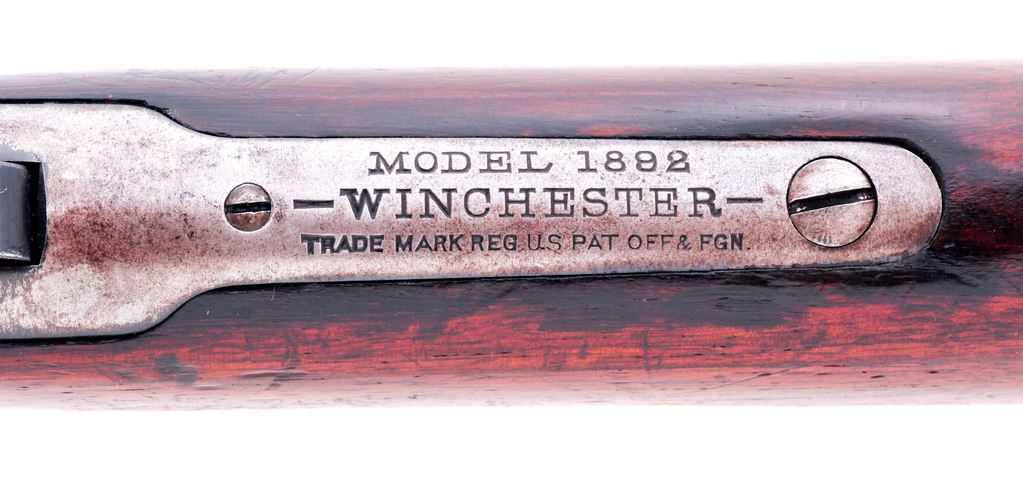 MODEL 1892
–WINCHESTER–
TRADE MARK REG. U.S. PAT. OFF. & FGN.